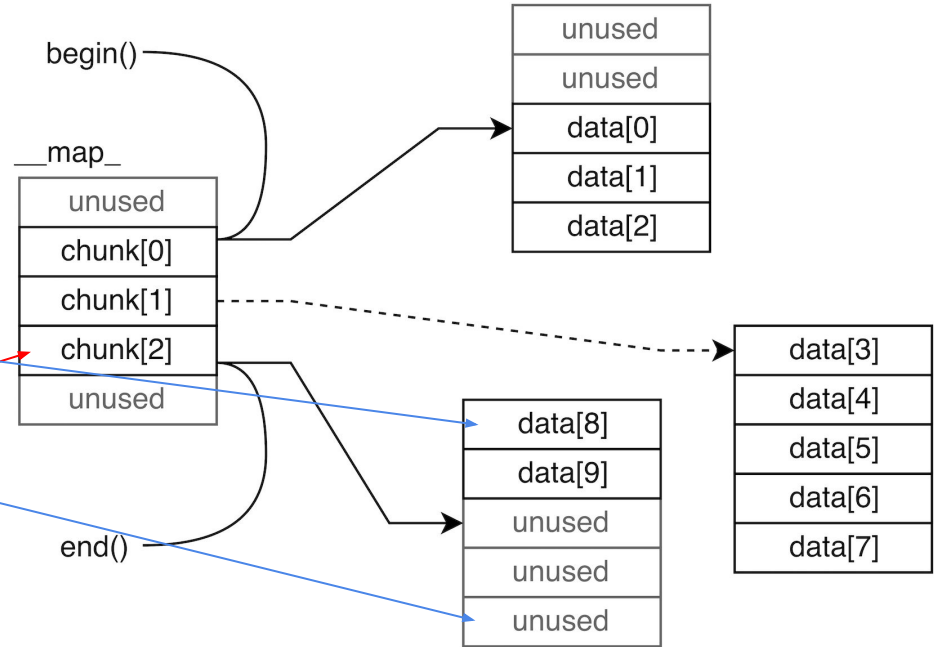 begin()
__map_
unused
chunk[0]
chunk[1]
chunk[2]
unused
end()
unused
unused
data[0]
data[1]
data[2]
data[8]
data[9]
unused
unused
unused
data[3]
data[4]
data[5]
data[6]
data[7]